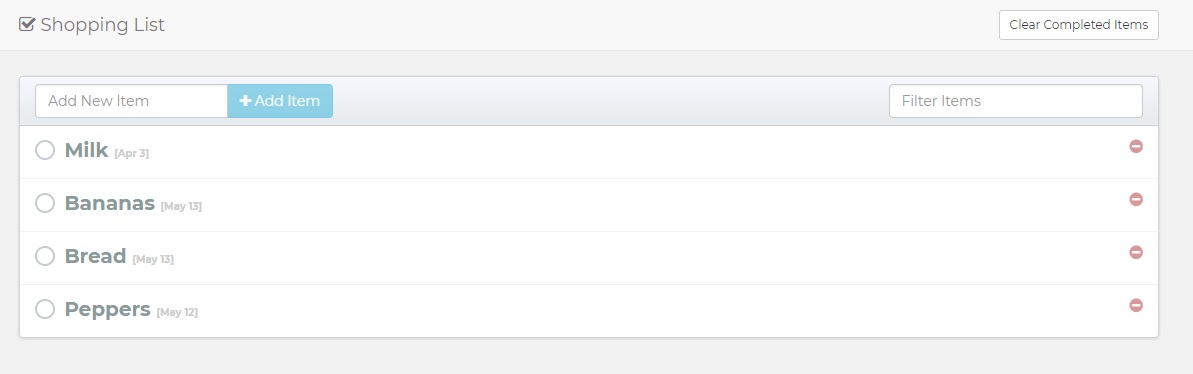 Shopping List
Clear Completed Items
Add New Item
Add Item
Filter Items
Milk [Apr 3]
Bananas [May 13]
Bread [May 13]
Peppers [May 12]